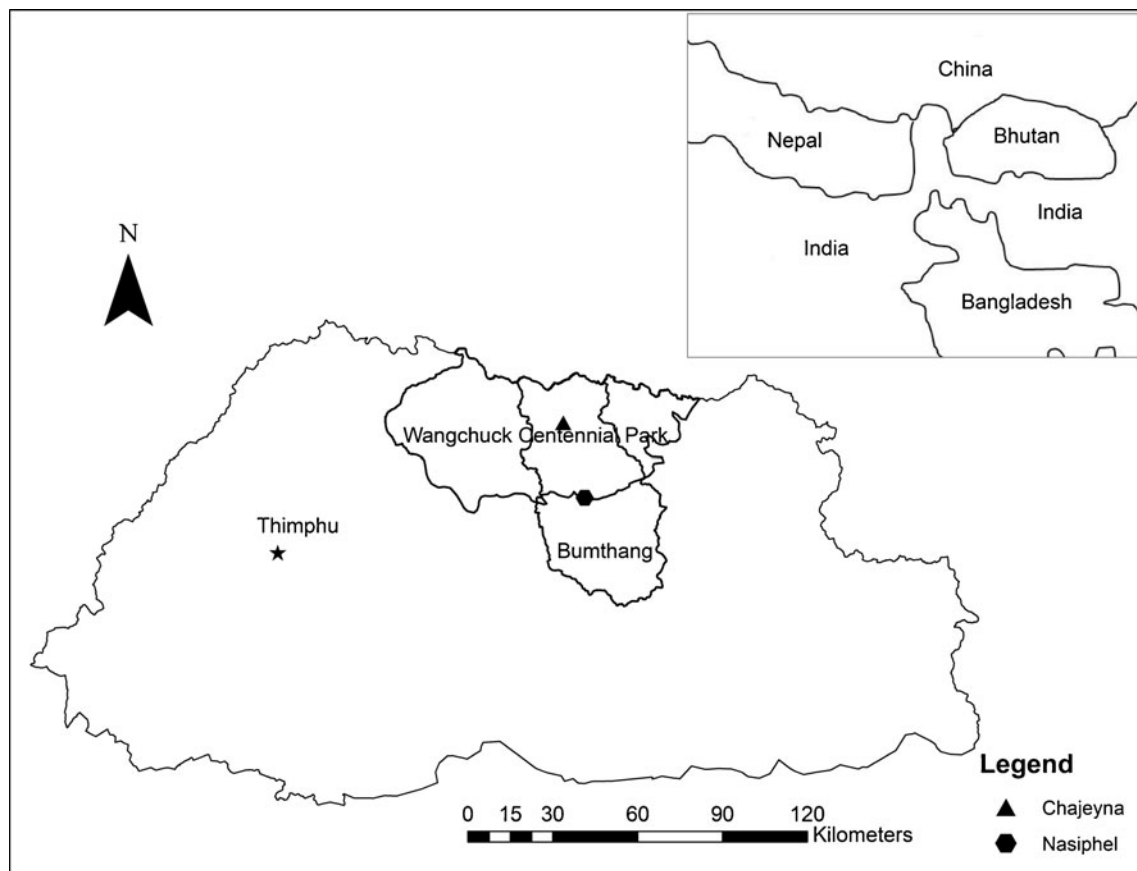 China
Nepal
Bhutan
India
India
Bangladesh
N
Wangchuck Centennial Park
Thimphu
Bumthang
Legend
Chajeyna
Nasiphel
0 15 30 60 90 120
Kilometers